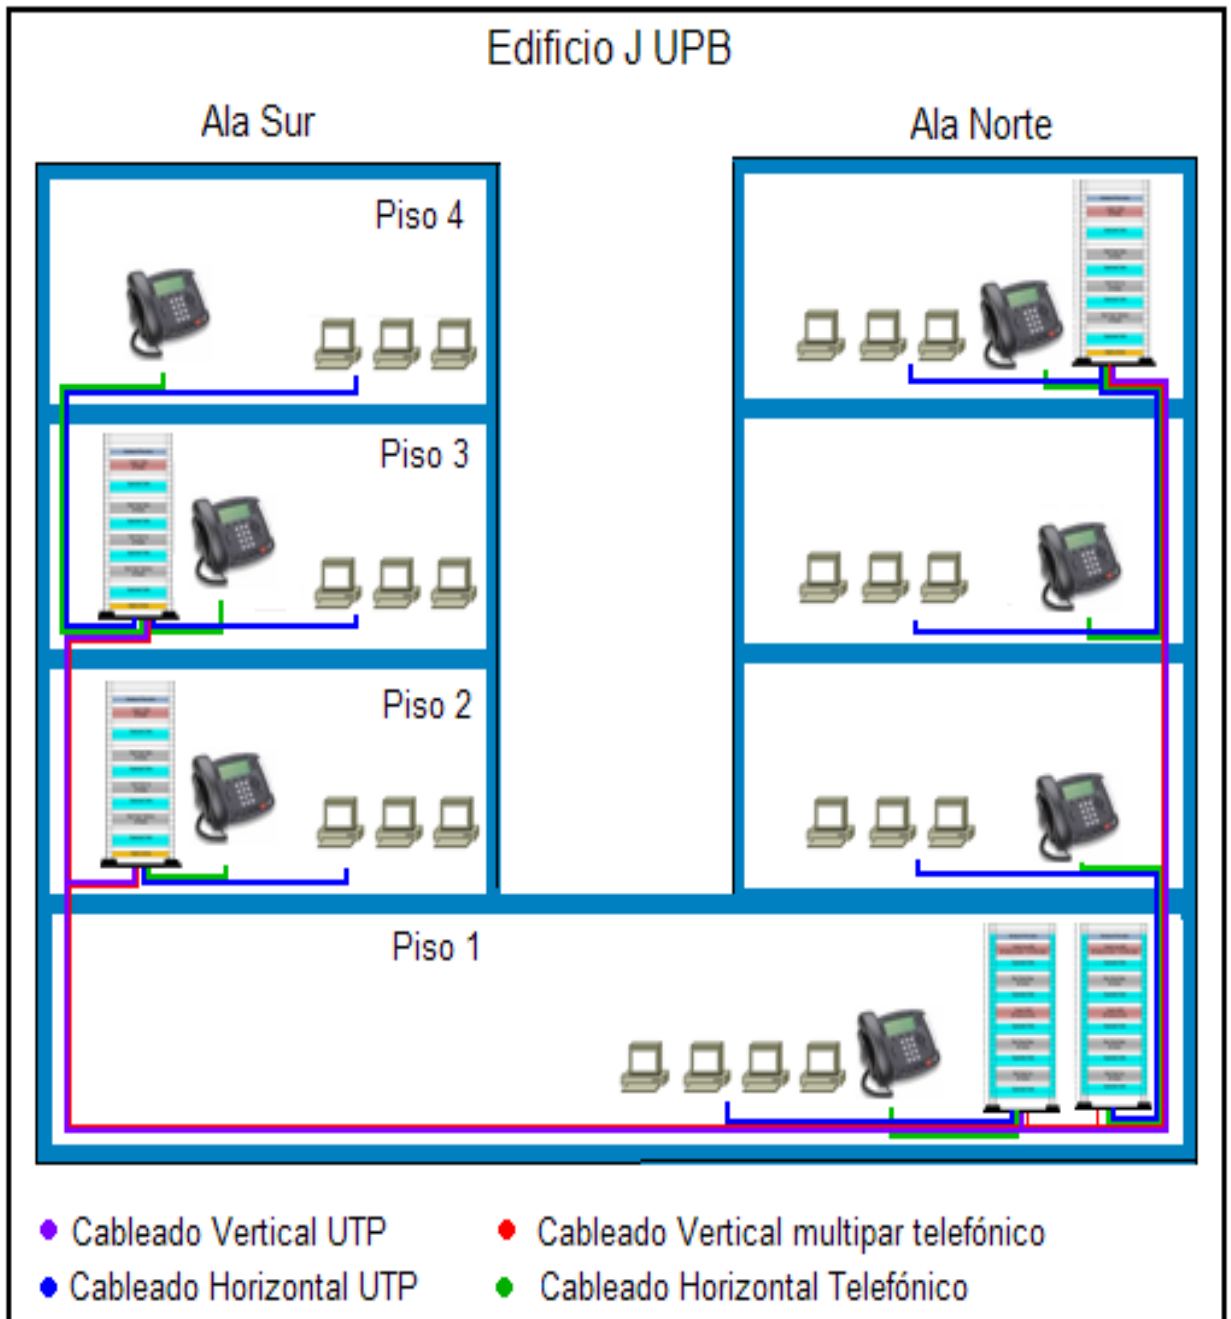 Edificio J UPB
Ala Sur
Ala Norte
Piso 4
Piso 3
Piso 2
Piso 1
Cableado Vertical UTP
Cableado Vertical multipar telefónico
Cableado Horizontal UTP
Cableado Horizontal Telefónico